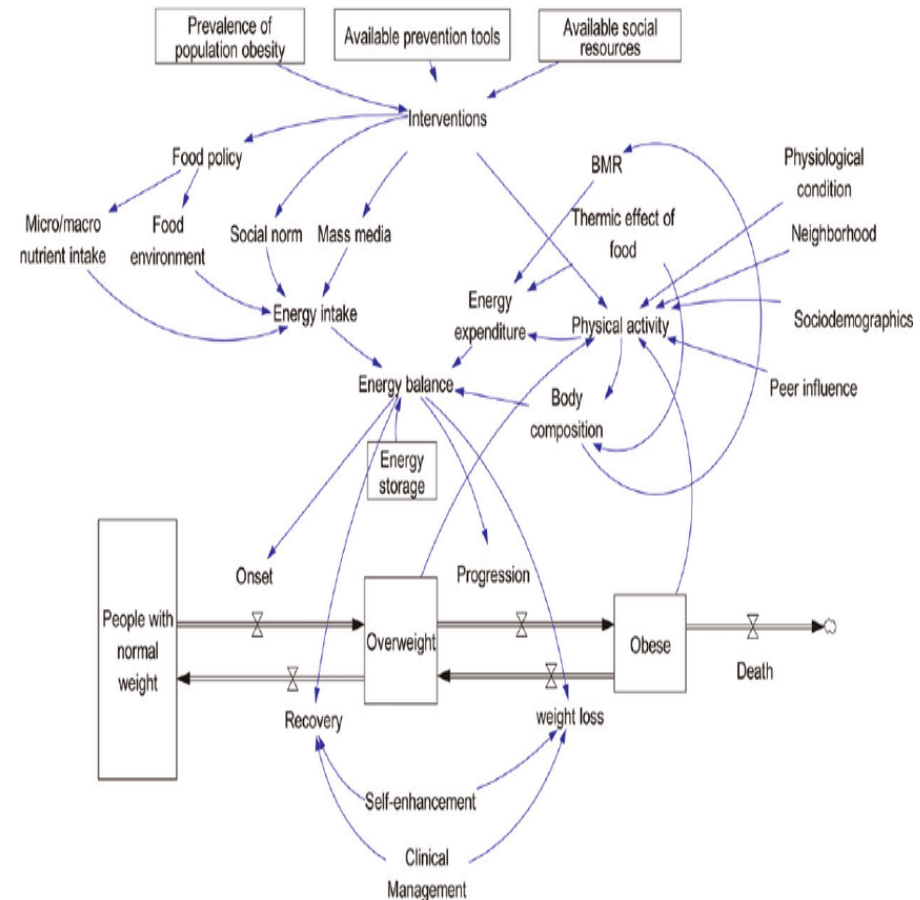 Prevalence of
population obesity
Available prevention tools
Available social
resources
Interventions
Food policy
BMR
Physiological
condition
Micro/macro
nutrient intake
Food
environment
Social norm
Mass media
Thermic effect of
food
Neighborhood
Energy intake
Energy
expenditure
Physical activity
Sociodemographics
Energy balance
Body
composition
Peer influence
Energy
storage
Onset
Progression
People with
normal
weight
Overweight
Obese
Death
Recovery
weight loss
Self-enhancement
Clinical
Management